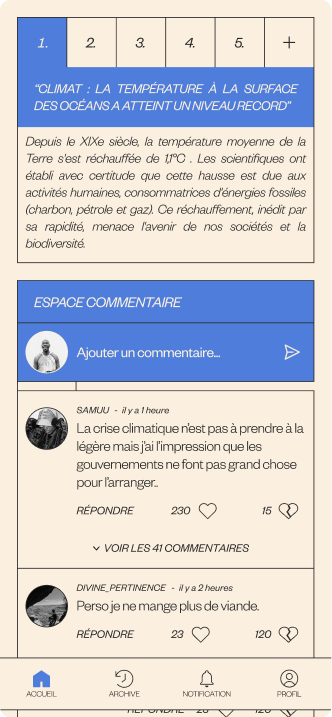 1. 2. 3. 4. 5. +
“CLIMAT : LA TEMPÉRATURE À LA SURFACE
DES OCÉANS A ATTEINT UN NIVEAU RECORD”
Depuis le XIXe siècle, la température moyenne de la
Terre s'est réchauffée de 1,1°C . Les scientifiques ont
établi avec certitude que cette hausse est due aux
activités humaines, consommatrices d'énergies fossiles
(charbon, pétrole et gaz). Ce réchauffement, inédit par
sa rapidité, menace l'avenir de nos sociétés et la
biodiversité.
ESPACE COMMENTAIRE
Ajouter un commentaire...
SAMUU - il y a 1 heure
La crise climatique n'est pas à prendre à la
légère mais j'ai l'impression que les
gouvernements ne font pas grand chose
pour l'arranger..
RÉPONDRE 230 15
VOIR LES 41 COMMENTAIRES
DIVINE_PERTINENCE - il y a 2 heures
Perso je ne mange plus de viande.
RÉPONDRE 23 120
ACCUEIL ARCHIVE NOTIFICATION PROFIL